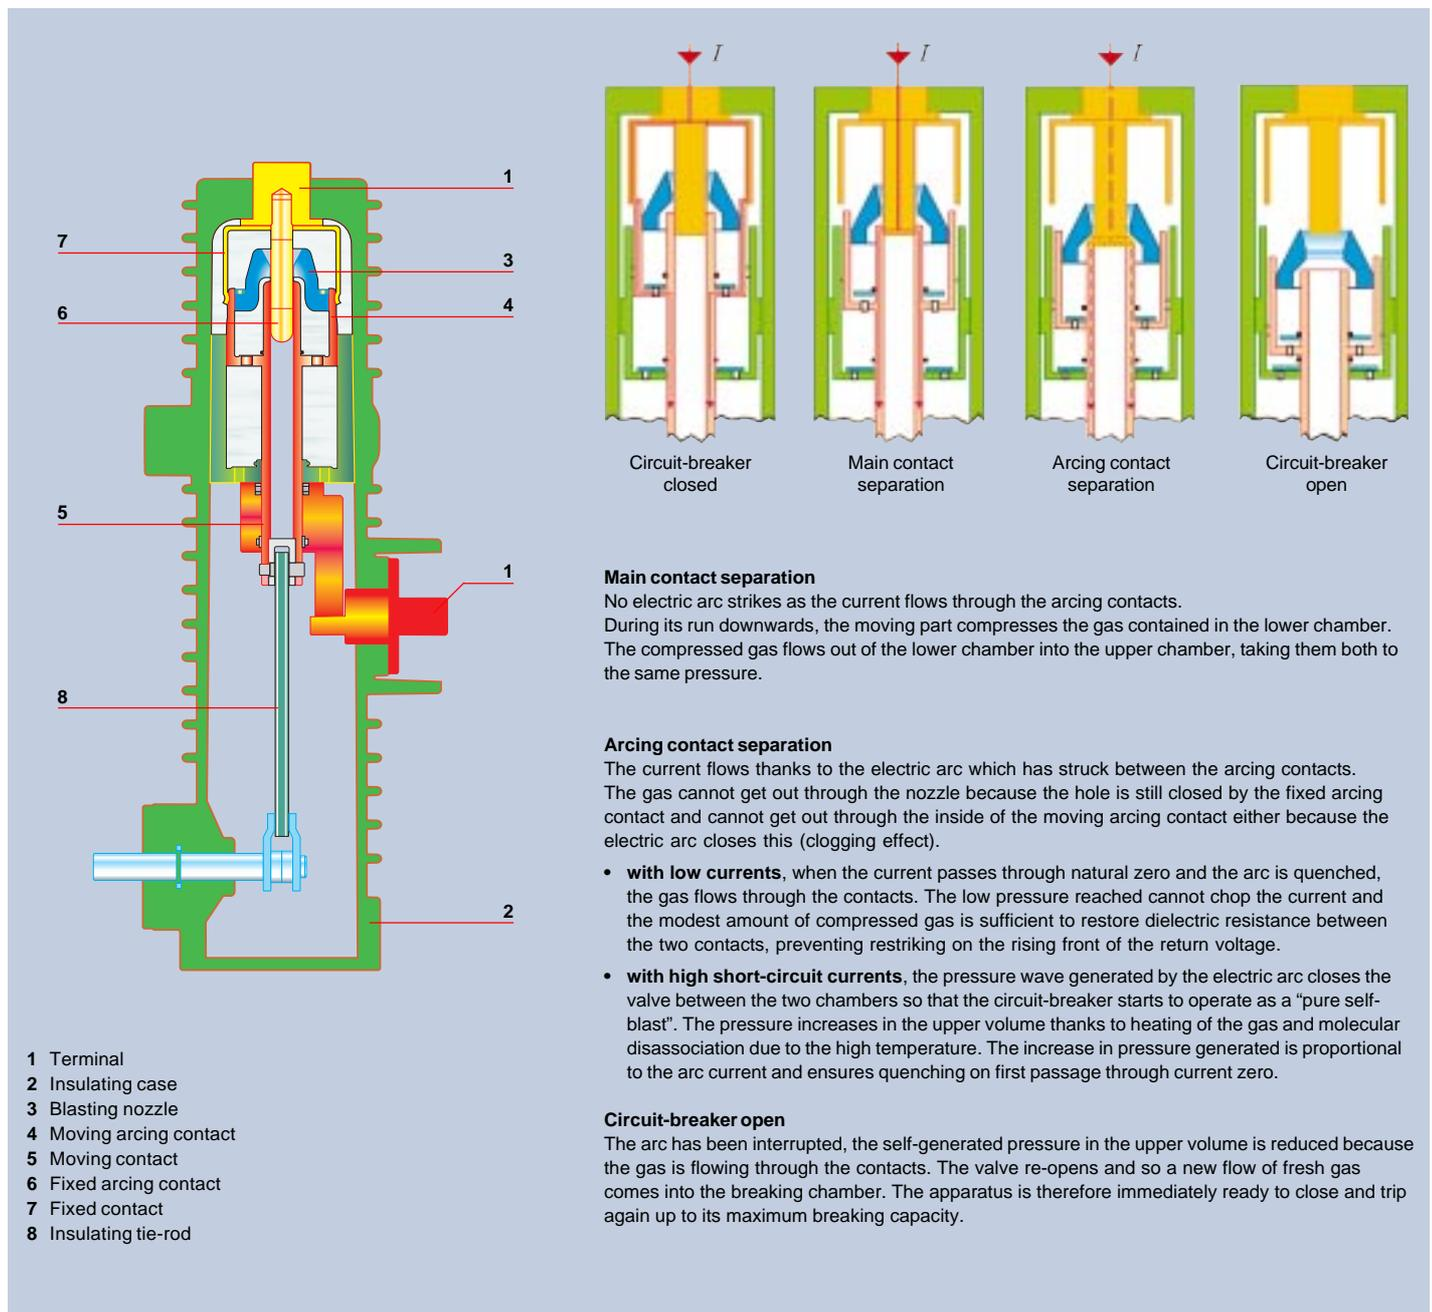 I
I
I
1
7
3
6
4
5
1
8
2
Circuit-breaker
closed
Main contact
separation
Arcing contact
separation
Circuit-breaker
open
1 Terminal
2 Insulating case
3 Blasting nozzle
4 Moving arcing contact
5 Moving contact
6 Fixed arcing contact
7 Fixed contact
8 Insulating tie-rod
Main contact separation
No electric arc strikes as the current flows through the arcing contacts.
During its run downwards, the moving part compresses the gas contained in the lower chamber.
The compressed gas flows out of the lower chamber into the upper chamber, taking them both to
the same pressure.
Arcing contact separation
The current flows thanks to the electric arc which has struck between the arcing contacts.
The gas cannot get out through the nozzle because the hole is still closed by the fixed arcing
contact and cannot get out through the inside of the moving arcing contact either because the
electric arc closes this (clogging effect).
• with low currents, when the current passes through natural zero and the arc is quenched,
the gas flows through the contacts. The low pressure reached cannot chop the current and
the modest amount of compressed gas is sufficient to restore dielectric resistance between
the two contacts, preventing restriking on the rising front of the return voltage.
• with high short-circuit currents, the pressure wave generated by the electric arc closes the
valve between the two chambers so that the circuit-breaker starts to operate as a “pure self-
blast”. The pressure increases in the upper volume thanks to heating of the gas and molecular
disassociation due to the high temperature. The increase in pressure generated is proportional
to the arc current and ensures quenching on first passage through current zero.
Circuit-breaker open
The arc has been interrupted, the self-generated pressure in the upper volume is reduced because
the gas is flowing through the contacts. The valve re-opens and so a new flow of fresh gas
comes into the breaking chamber. The apparatus is therefore immediately ready to close and trip
again up to its maximum breaking capacity.